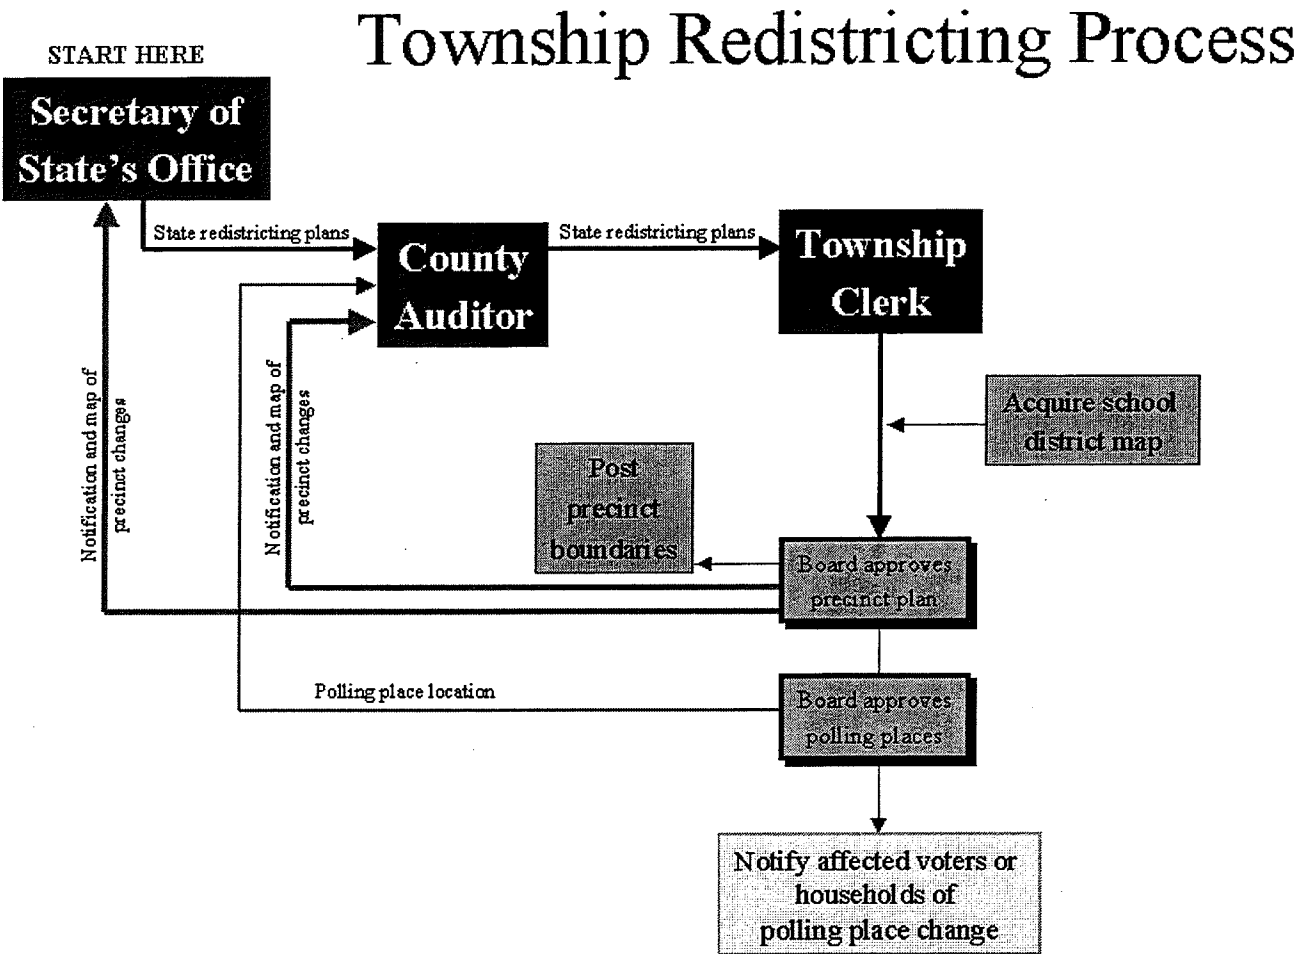 Township Redistricting Process
START HERE
Secretary of
State's Office
State redistricting plans
County
Auditor
State redistricting plans
Township
Clerk
Notification and map of
precinct changes
Notification and map of
precinct changes
Acquire school
district map
Post
precinct
boundaries
Board approves
precinct plan
Polling place location
Board approves
polling places
Notify affected voters or
households of
polling place change